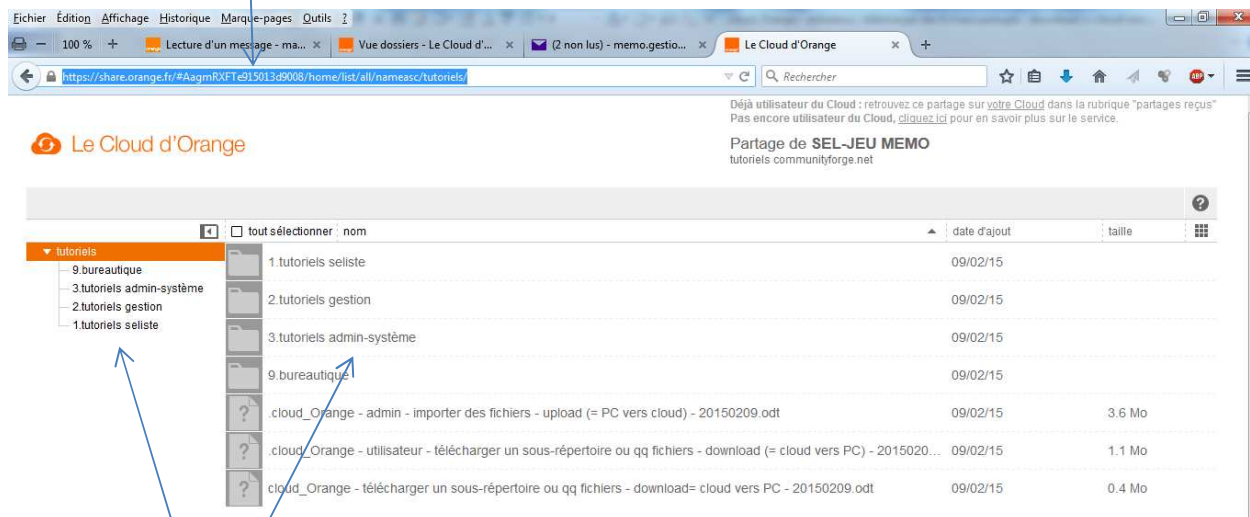 Fichier Édition Affichage Historique Marque-pages Outils ?
100 % Lecture d'un message - ma... Vue dossiers - Le Cloud d'... (2 non lus) - memo.gestio... Le Cloud d'Orange
https://share.orange.fr/#AagmRXFTe915013d9008/home/list/all/nameasc/tutoriels/ Rechercher ABP
Déjà utilisateur du Cloud : retrouvez ce partage sur votre Cloud dans la rubrique "partages reçus"
Pas encore utilisateur du Cloud, cliquez ici pour en savoir plus sur le service.
Le Cloud d'Orange
Partage de SEL-JEU MEMO
tutoriels communityforge.net
?
tout sélectionner nom date d'ajout taille
tutoriels
9.bureautique
3.tutoriels admin-système
2.tutoriels gestion
1.tutoriels seliste
1.tutoriels seliste 09/02/15
2.tutoriels gestion 09/02/15
3.tutoriels admin-système 09/02/15
9.bureautique 09/02/15
? .cloud_Orange - admin - importer des fichiers - upload (= PC vers cloud) - 20150209.odt 09/02/15 3.6 Mo
? .cloud_Orange - utilisateur - télécharger un sous-répertoire ou qq fichiers - download (= cloud vers PC) - 2015020... 09/02/15 1.1 Mo
? cloud_Orange - télécharger un sous-répertoire ou qq fichiers - download= cloud vers PC - 20150209.odt 09/02/15 0.4 Mo